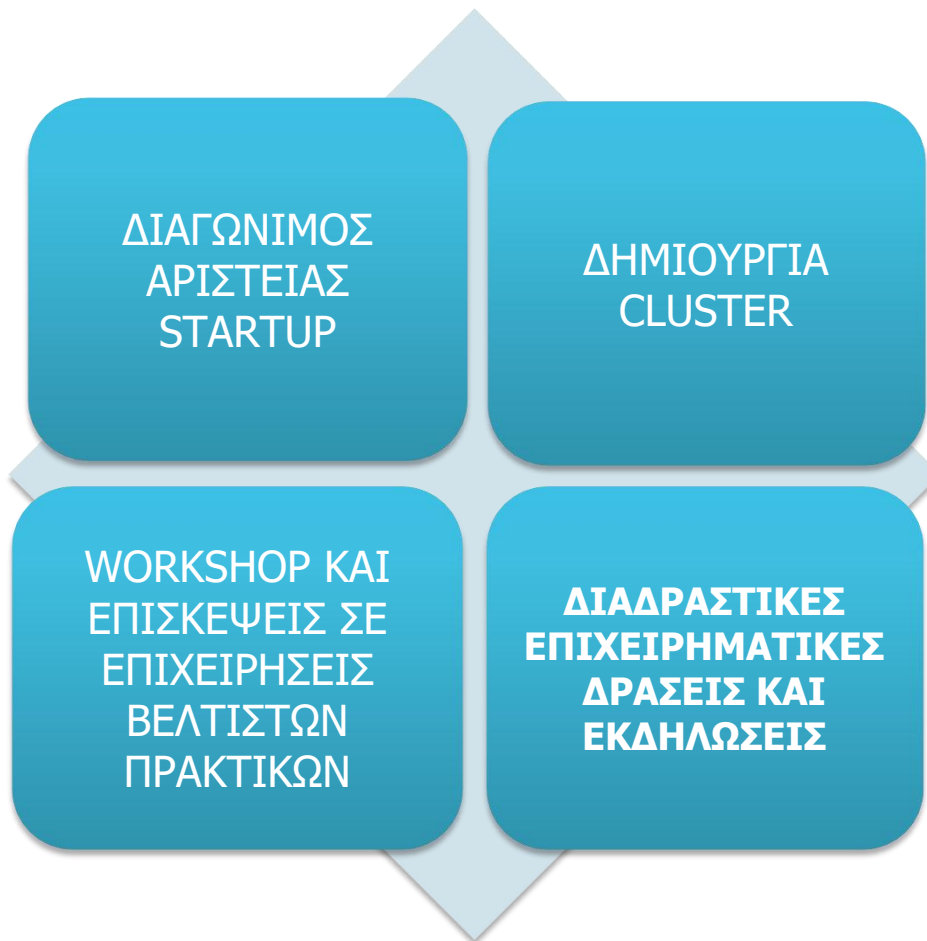 ΔΙΑΓΩΝΙΜΟΣ
ΑΡΙΣΤΕΙΑΣ
STARTUP
ΔΗΜΙΟΥΡΓΙΑ
CLUSTER
WORKSHOP ΚΑΙ
ΕΠΙΣΚΕΨΕΙΣ ΣΕ
ΕΠΙΧΕΙΡΗΣΕΙΣ
ΒΕΛΤΙΣΤΩΝ
ΠΡΑΚΤΙΚΩΝ
ΔΙΑΔΡΑΣΤΙΚΕΣ
ΕΠΙΧΕΙΡΗΜΑΤΙΚΕΣ
ΔΡΑΣΕΙΣ ΚΑΙ
ΕΚΔΗΛΩΣΕΙΣ